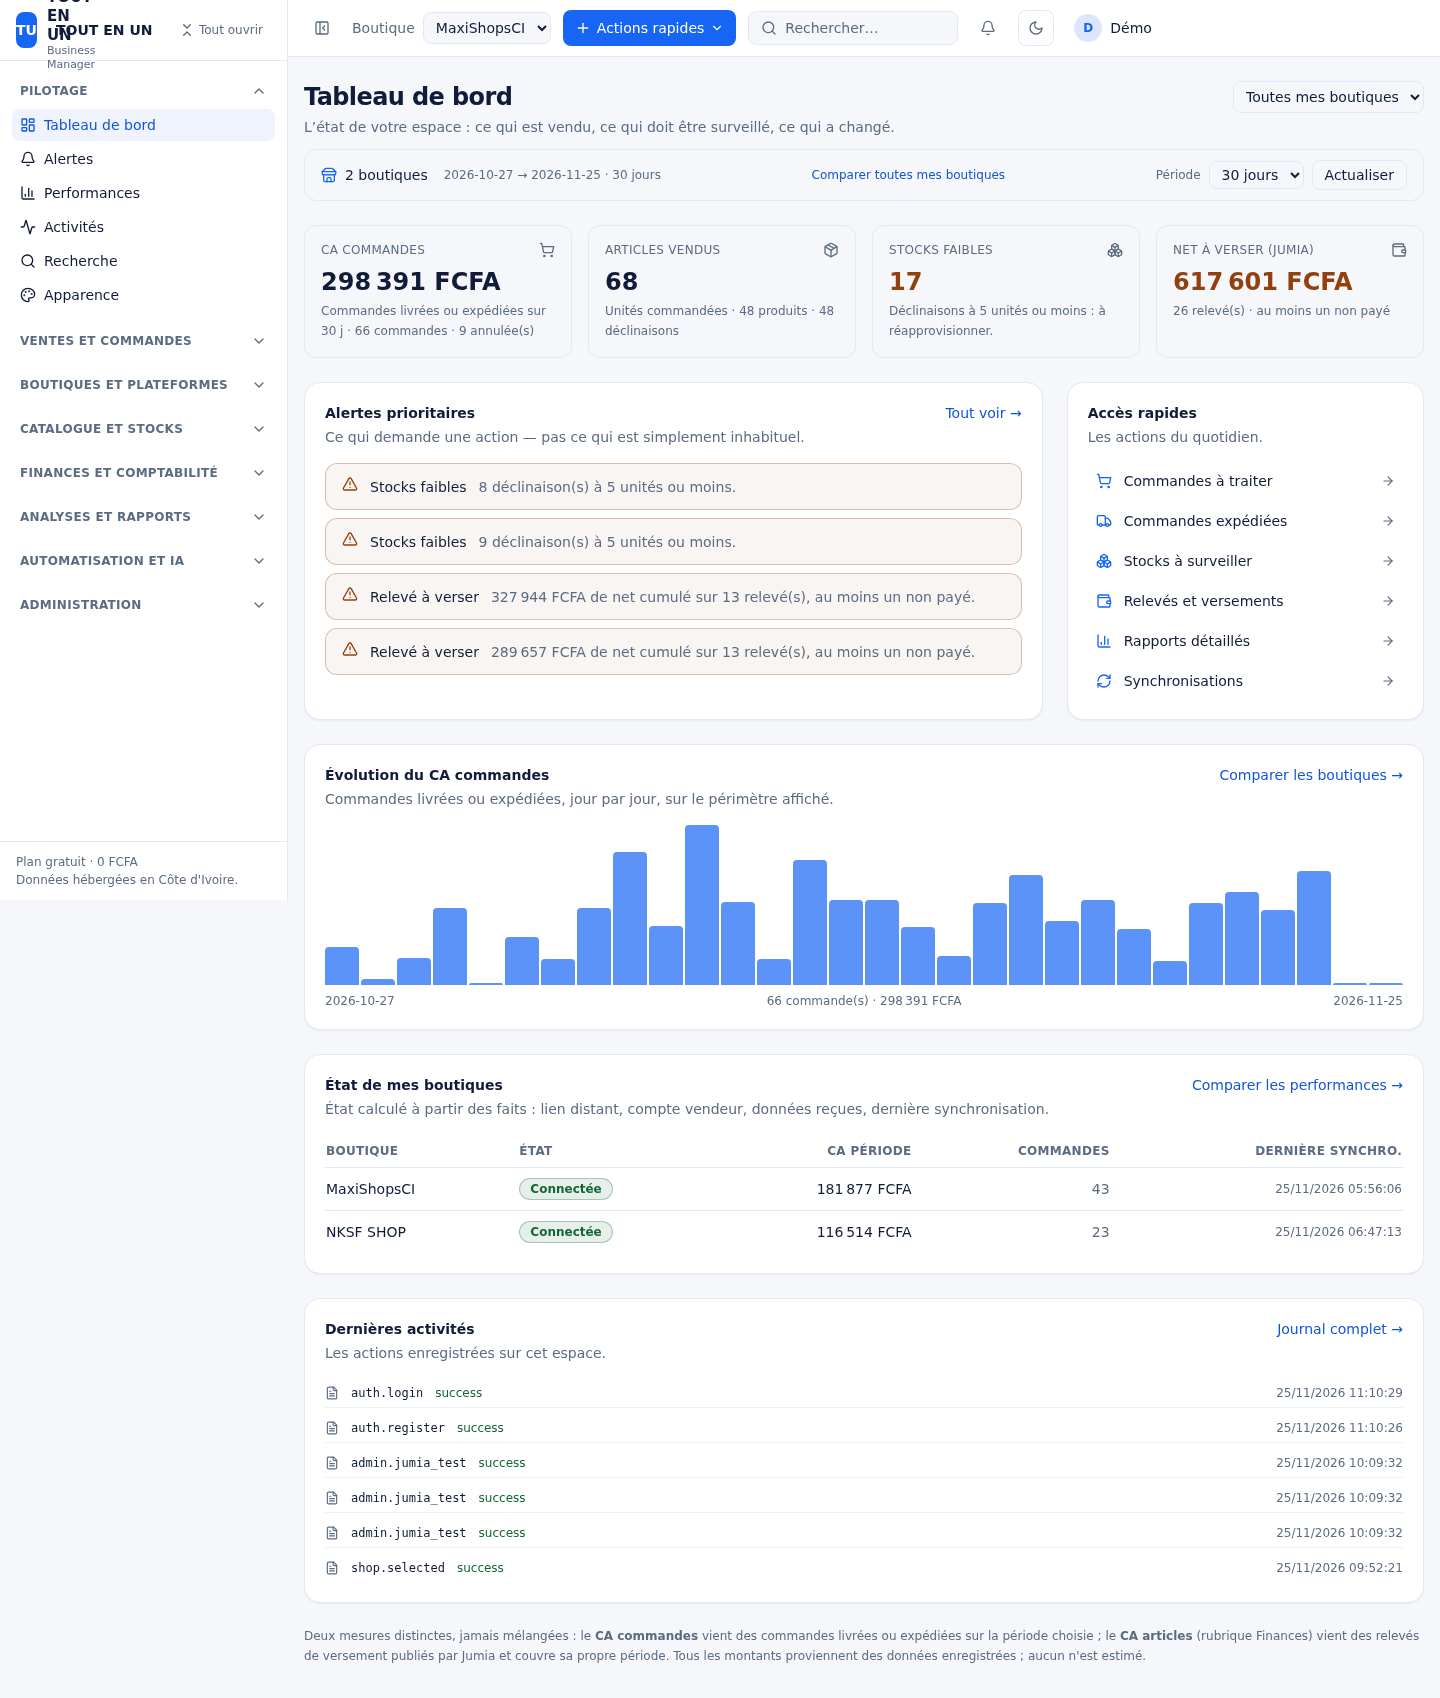 TU
TOUT
EN
UN
TOUT EN UN
Business
Manager
Tout ouvrir
Boutique
MaxiShopsCI
Actions rapides
Rechercher…
D
Démo
PILOTAGE
Tableau de bord
Alertes
Performances
Activités
Recherche
Apparence
VENTES ET COMMANDES
BOUTIQUES ET PLATEFORMES
CATALOGUE ET STOCKS
FINANCES ET COMPTABILITÉ
ANALYSES ET RAPPORTS
AUTOMATISATION ET IA
ADMINISTRATION
Plan gratuit · 0 FCFA
Données hébergées en Côte d'Ivoire.
Tableau de bord
Toutes mes boutiques
L’état de votre espace : ce qui est vendu, ce qui doit être surveillé, ce qui a changé.
2 boutiques
2026-10-27 → 2026-11-25 · 30 jours
Comparer toutes mes boutiques
Période
30 jours
Actualiser
CA COMMANDES
298 391 FCFA
Commandes livrées ou expédiées sur
30 j · 66 commandes · 9 annulée(s)
ARTICLES VENDUS
68
Unités commandées · 48 produits · 48
déclinaisons
STOCKS FAIBLES
17
Déclinaisons à 5 unités ou moins : à
réapprovisionner.
NET À VERSER (JUMIA)
617 601 FCFA
26 relevé(s) · au moins un non payé
Alertes prioritaires
Tout voir →
Ce qui demande une action — pas ce qui est simplement inhabituel.
Stocks faibles 8 déclinaison(s) à 5 unités ou moins.
Stocks faibles 9 déclinaison(s) à 5 unités ou moins.
Relevé à verser 327 944 FCFA de net cumulé sur 13 relevé(s), au moins un non payé.
Relevé à verser 289 657 FCFA de net cumulé sur 13 relevé(s), au moins un non payé.
Accès rapides
Les actions du quotidien.
Commandes à traiter
Commandes expédiées
Stocks à surveiller
Relevés et versements
Rapports détaillés
Synchronisations
Évolution du CA commandes
Comparer les boutiques →
Commandes livrées ou expédiées, jour par jour, sur le périmètre affiché.
2026-10-27
66 commande(s) · 298 391 FCFA
2026-11-25
État de mes boutiques
Comparer les performances →
État calculé à partir des faits : lien distant, compte vendeur, données reçues, dernière synchronisation.
BOUTIQUE ÉTAT CA PÉRIODE COMMANDES DERNIÈRE SYNCHRO.
MaxiShopsCI Connectée 181 877 FCFA 43 25/11/2026 05:56:06
NKSF SHOP Connectée 116 514 FCFA 23 25/11/2026 06:47:13
Dernières activités
Journal complet →
Les actions enregistrées sur cet espace.
auth.login success 25/11/2026 11:10:29
auth.register success 25/11/2026 11:10:26
admin.jumia_test success 25/11/2026 10:09:32
admin.jumia_test success 25/11/2026 10:09:32
admin.jumia_test success 25/11/2026 10:09:32
shop.selected success 25/11/2026 09:52:21
Deux mesures distinctes, jamais mélangées : le CA commandes vient des commandes livrées ou expédiées sur la période choisie ; le CA articles (rubrique Finances) vient des relevés
de versement publiés par Jumia et couvre sa propre période. Tous les montants proviennent des données enregistrées ; aucun n'est estimé.